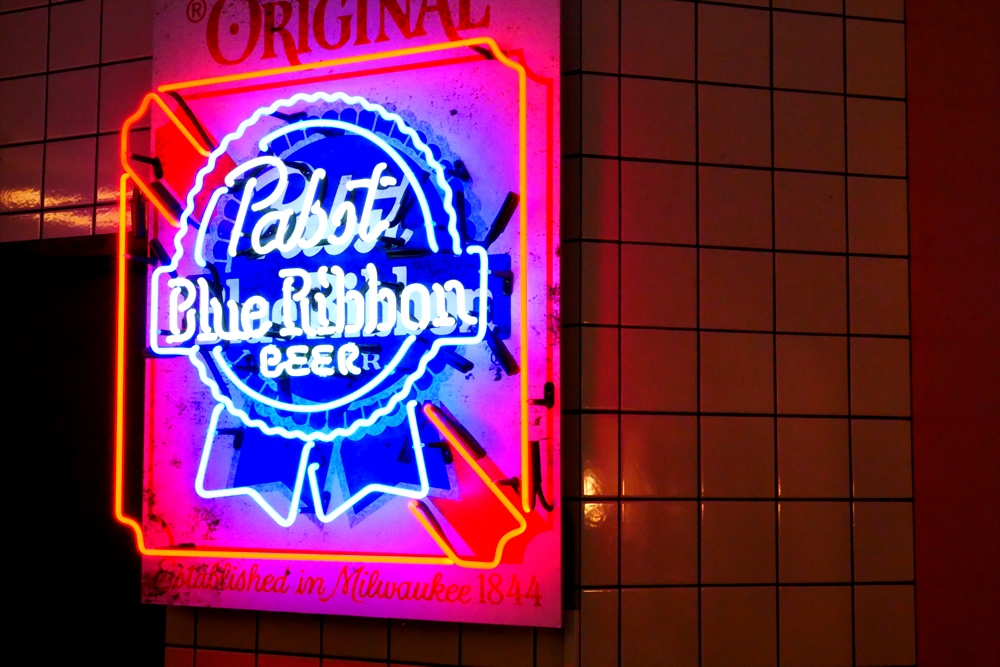 ® ORIGINAL
Pabst
Blue Ribbon
BEER
Established in Milwaukee 1844